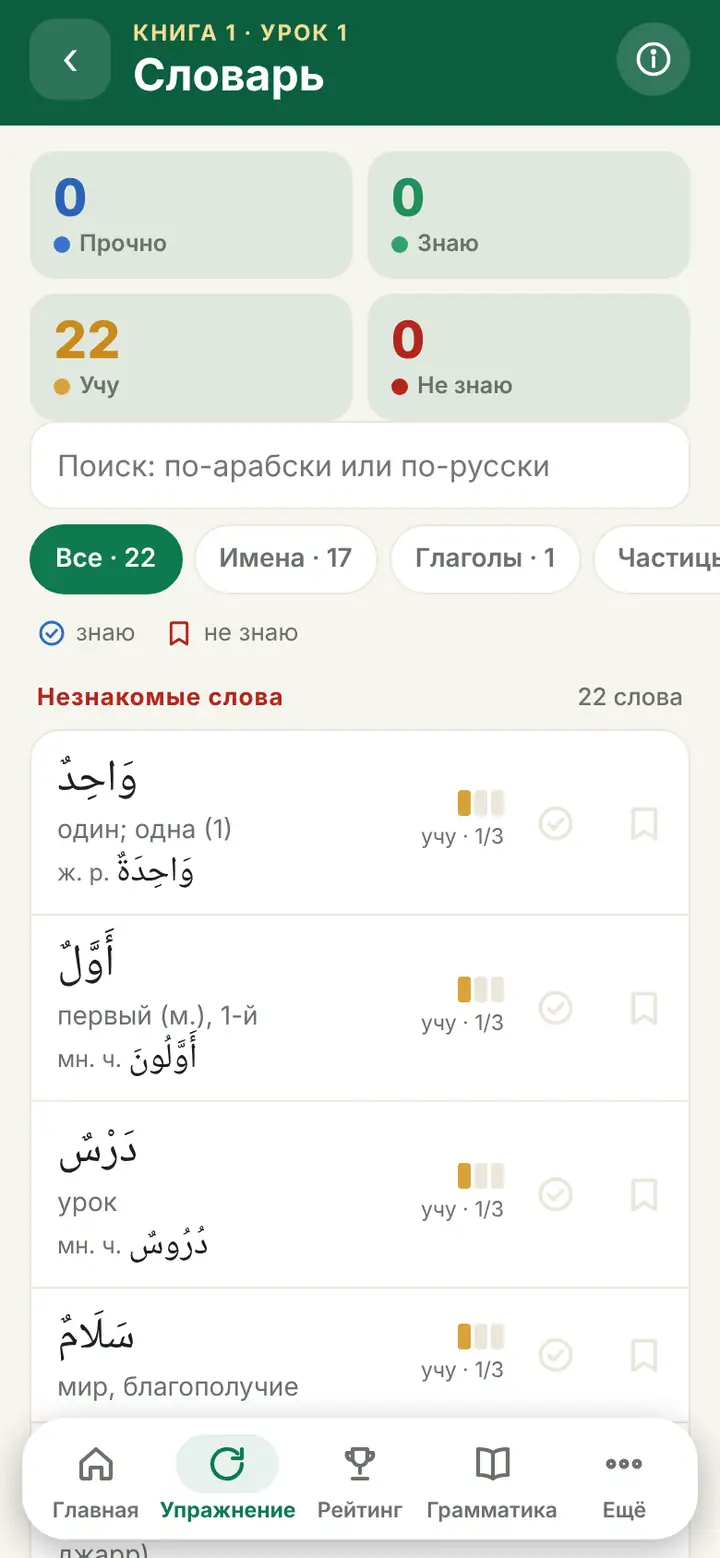 КНИГА 1 · УРОК 1
Словарь
0
Прочно
0
Знаю
22
Учу
0
Не знаю
Поиск: по-арабски или по-русски
Все · 22
Имена · 17
Глаголы · 1
знаю
не знаю
Незнакомые слова
22 слова
وَاحِدٌ
один; одна (1)
ж. р. وَاحِدَةٌ
учу · 1/3
أَوَّلٌ
первый (м.), 1-й
мн. ч. أَوَّلُونَ
учу · 1/3
دَرْسٌ
урок
мн. ч. دُرُوسٌ
учу · 1/3
سَلَامٌ
мир, благополучие
учу · 1/3
Главная
Упражнение
Рейтинг
Грамматика
Ещё